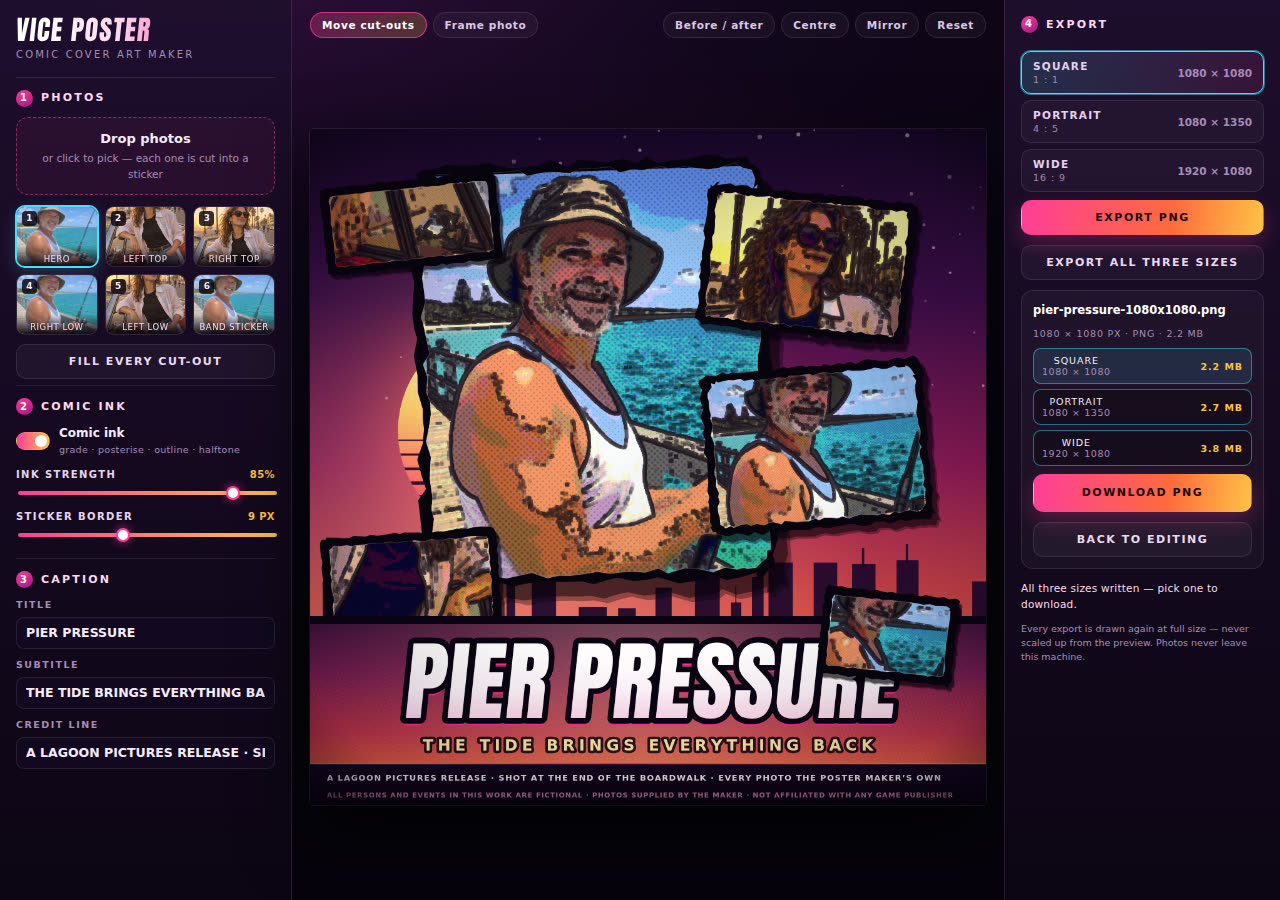 VICE POSTER
COMIC COVER ART MAKER
1 PHOTOS
Drop photos
or click to pick — each one is cut into a
sticker
1 HERO
2 LEFT TOP
3 RIGHT TOP
4 RIGHT LOW
5 LEFT LOW
6 BAND STICKER
FILL EVERY CUT-OUT
2 COMIC INK
Comic ink
grade · posterise · outline · halftone
INK STRENGTH 85%
STICKER BORDER 9 PX
3 CAPTION
TITLE
PIER PRESSURE
SUBTITLE
THE TIDE BRINGS EVERYTHING BA
CREDIT LINE
A LAGOON PICTURES RELEASE · SI
Move cut-outs Frame photo Before / after Centre Mirror Reset
PIER PRESSURE
THE TIDE BRINGS EVERYTHING BACK
A LAGOON PICTURES RELEASE · SHOT AT THE END OF THE BOARDWALK · EVERY PHOTO THE POSTER MAKER'S OWN
ALL PERSONS AND EVENTS IN THIS WORK ARE FICTIONAL · PHOTOS SUPPLIED BY THE MAKER · NOT AFFILIATED WITH ANY GAME PUBLISHER
4 EXPORT
SQUARE
1 : 1
1080 × 1080
PORTRAIT
4 : 5
1080 × 1350
WIDE
16 : 9
1920 × 1080
EXPORT PNG
EXPORT ALL THREE SIZES
pier-pressure-1080x1080.png
1080 × 1080 PX · PNG · 2.2 MB
SQUARE
1080 × 1080
2.2 MB
PORTRAIT
1080 × 1350
2.7 MB
WIDE
1920 × 1080
3.8 MB
DOWNLOAD PNG
BACK TO EDITING
All three sizes written — pick one to
download.
Every export is drawn again at full size — never
scaled up from the preview. Photos never leave
this machine.